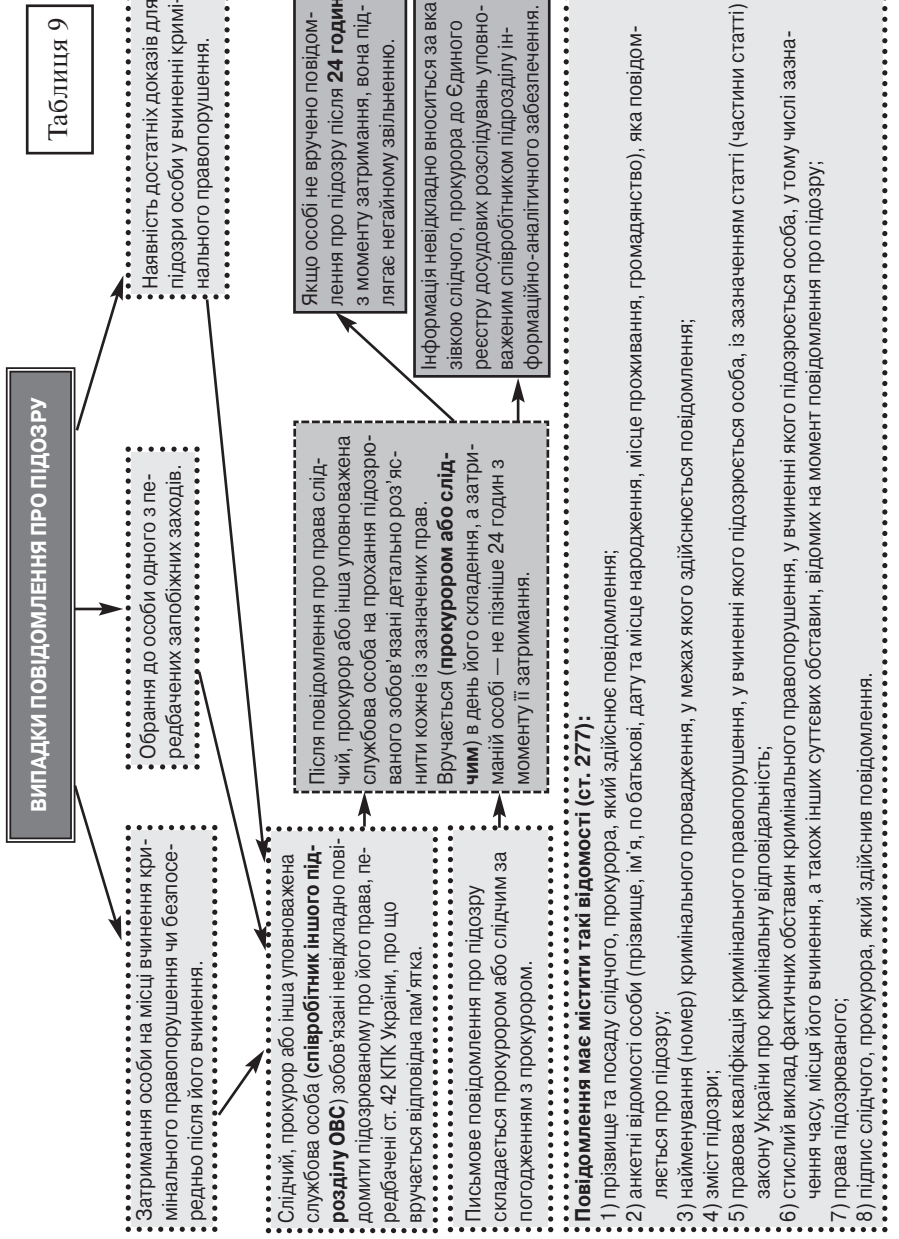 Таблиця 9
ВИПАДКИ ПОВІДОМЛЕННЯ ПРО ПІДОЗРУ
Затримання особи на місці вчинення кри-
мінального правопорушення чи безпосе-
редньо після його вчинення.
Обрання до особи одного з пе-
редбачених запобіжних заходів.
Наявність достатніх доказів для
підозри особи у вчиненні кримі-
нального правопорушення.
Слідчий, прокурор або інша уповноважена
службова особа (співробітник іншого під-
розділу ОВС) зобов'язані невідкладно пові-
домити підозрюваному про його права, пе-
редбачені ст. 42 КПК України, про що
вручається відповідна пам'ятка.
Письмове повідомлення про підозру
складається прокурором або слідчим за
погодженням з прокурором.
Після повідомлення про права слід-
чий, прокурор або інша уповноважена
службова особа на прохання підозрю-
ваного зобов'язані детально роз'яс-
нити кожне із зазначених прав.
Вручається (прокурором або слід-
чим) в день його складення, а затри-
маній особі — не пізніше 24 годин з
моменту її затримання.
Якщо особі не вручено повідом-
лення про підозру після 24 годин
з моменту затримання, вона під-
лягає негайному звільненню.
Інформація невідкладно вноситься за вка
зівкою слідчого, прокурора до Єдиного
реєстру досудових розслідувань уповно-
важеним співробітником підрозділу ін-
формаційно-аналітичного забезпечення.
Повідомлення має містити такі відомості (ст. 277):
1) прізвище та посаду слідчого, прокурора, який здійснює повідомлення;
2) анкетні відомості особи (прізвище, ім'я, по батькові, дату та місце народження, місце проживання, громадянство), яка повідом-
ляється про підозру;
3) найменування (номер) кримінального провадження, у межах якого здійснюється повідомлення;
4) зміст підозри;
5) правова кваліфікація кримінального правопорушення, у вчиненні якого підозрюється особа, із зазначенням статті (частини статті)
закону України про кримінальну відповідальність;
6) стислий виклад фактичних обставин кримінального правопорушення, у вчиненні якого підозрюється особа, у тому числі зазна-
чення часу, місця його вчинення, а також інших суттєвих обставин, відомих на момент повідомлення про підозру;
7) права підозрюваного;
8) підпис слідчого, прокурора, який здійснив повідомлення.